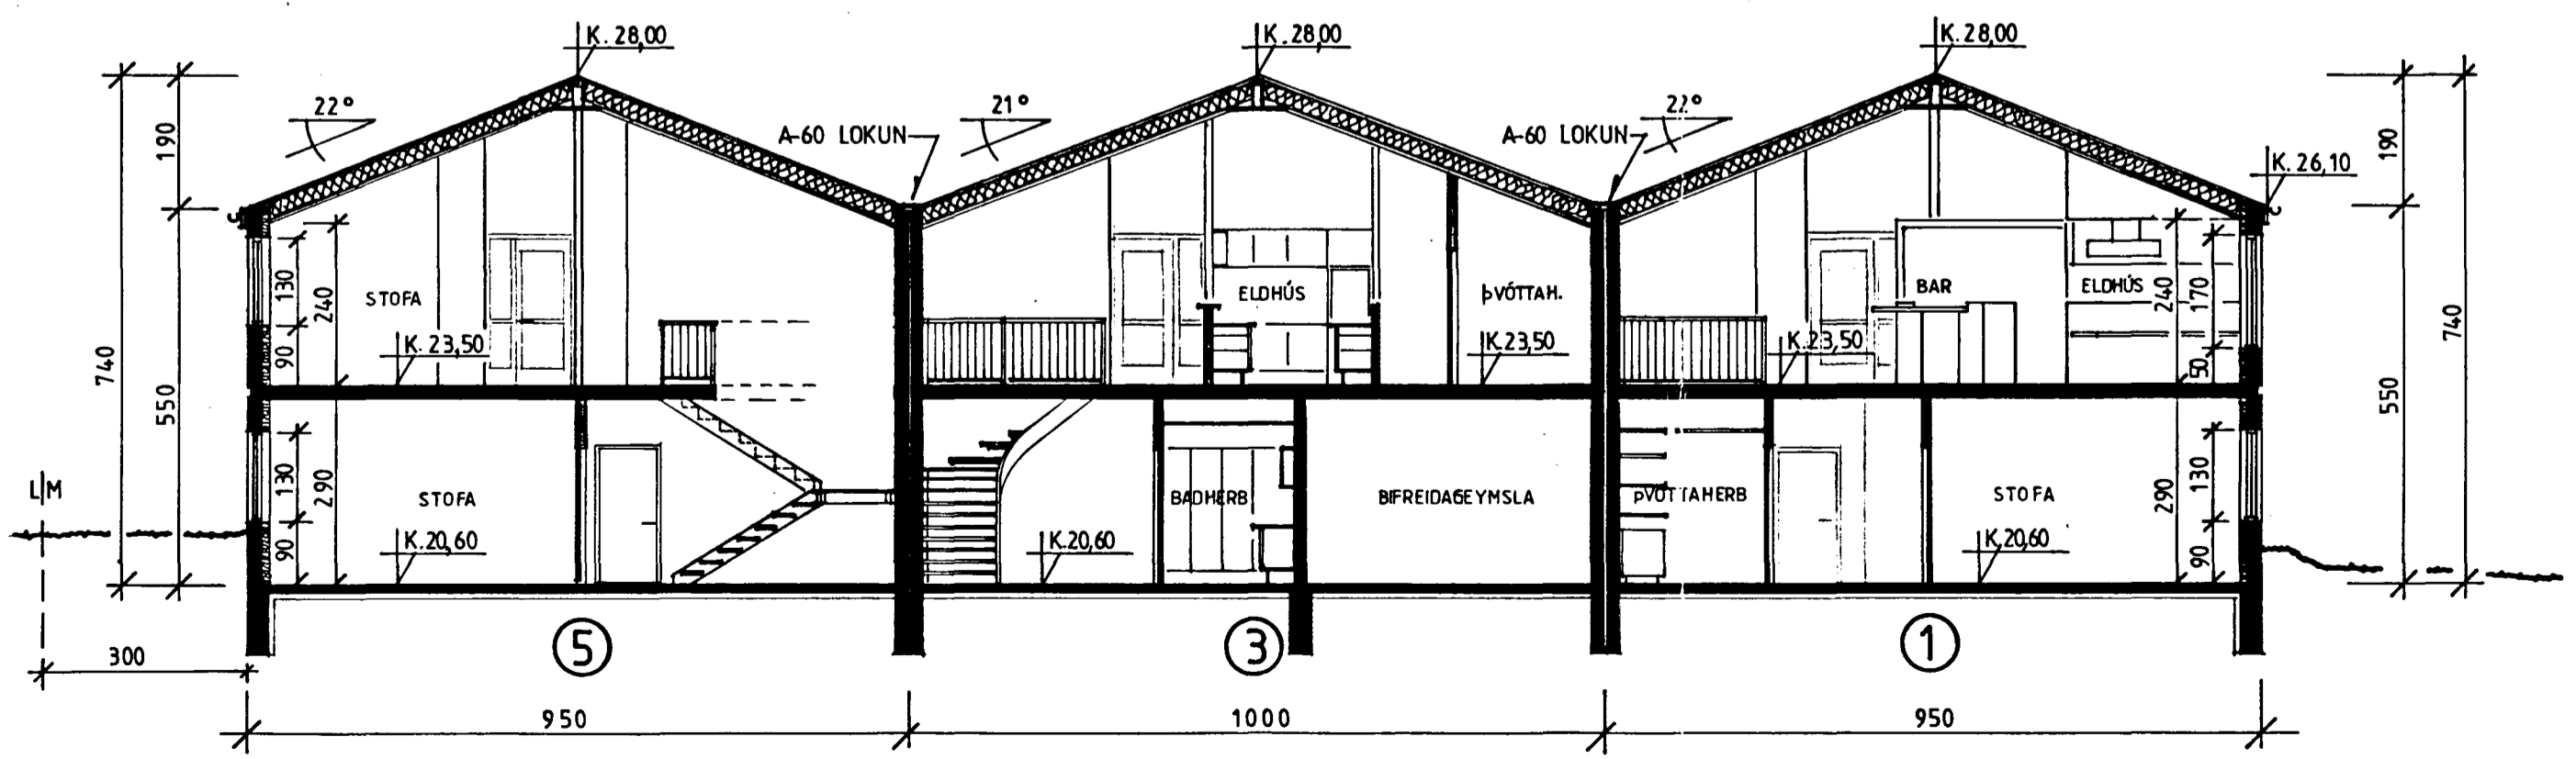 K. 28,00
K. 28,00
K. 28,00
22°
21°
22°
A-60 LOKUN
A-60 LOKUN
190
190
K. 26,10
740
550
130
240
90
STOFA
K. 23,50
ELDHÚS
ÞVÓTTAH.
K.23,50
K.23,50
BAR
ELDHÚS
240
170
50
550
740
L M
130
290
90
STOFA
K.20,60
K.20,60
BAÐHERB
BIFREIÐAGEYMSLA
ÞVOTTAHERB
STOFA
K.20,60
290
130
90
300
5
3
1
950
1000
950